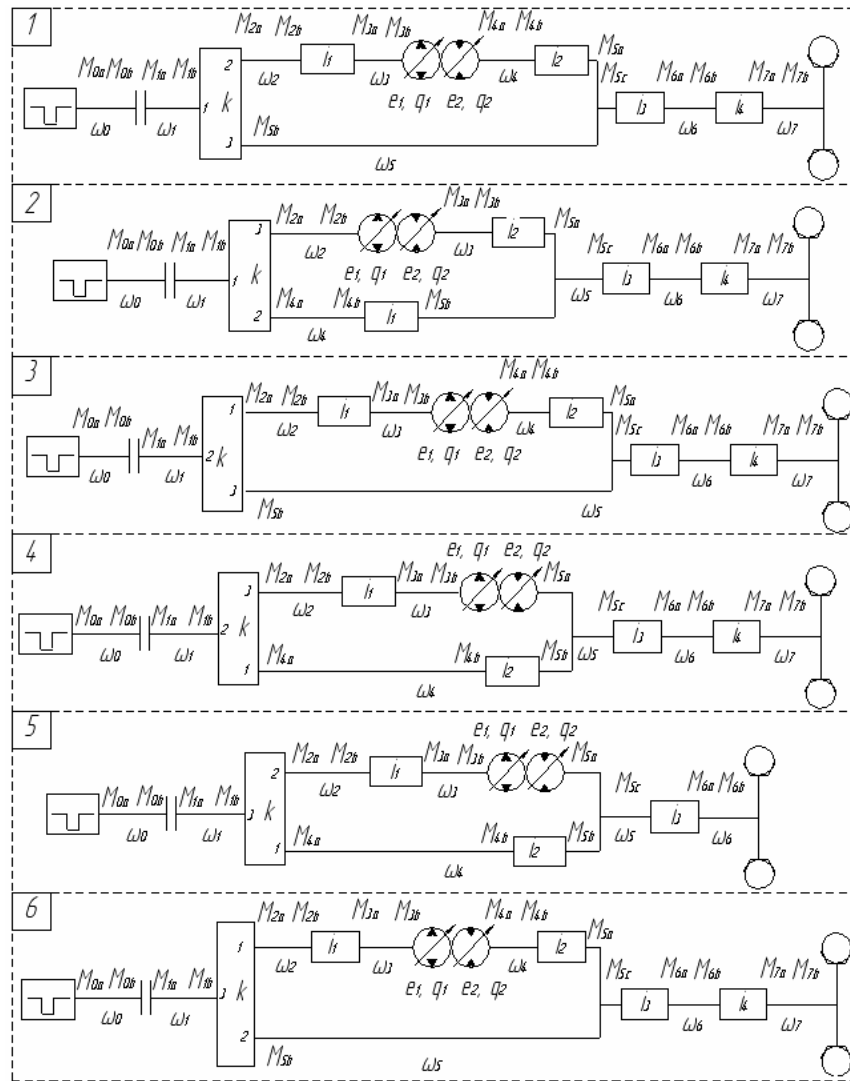 1
M2a M2b M3a M3b M4a M4b
M0a M0b M1a M1b 2 i1 i2 M5a
ω2 ω3 ω4 M5c M6a M6b M7a M7b
1 k e1, q1 e2, q2 i3 i4
ω0 ω1 3 M5b ω6 ω7
ω5
2
M2a M2b M3a M3b
M0a M0b M1a M1b 3 i2 M5a
ω2 ω3 M5c M6a M6b M7a M7b
1 k e1, q1 e2, q2 i3 i4
ω0 ω1 M4a M4b M5b ω5 ω6 ω7
2 i1
ω4
3
M2a M2b M3a M3b M4a M4b
M0a M0b M1a M1b 1 i1 i2 M5a
ω2 ω3 ω4 M5c M6a M6b M7a M7b
2 k e1, q1 e2, q2 i3 i4
ω0 ω1 3 ω6 ω7
M5b ω5
4
e1, q1 e2, q2
M2a M2b M3a M3b M5a
M0a M0b M1a M1b 3 i1
ω2 ω3 M5c M6a M6b M7a M7b
2 k i3 i4
ω0 ω1 M4a M4b M5b ω5 ω6 ω7
1 i2
ω4
5
e1, q1 e2, q2
M2a M2b M3a M3b M5a
M0a M0b M1a M1b 2 i1
ω2 ω3 M5c M6a M6b
3 k i3
ω0 ω1 M4a M4b M5b ω5 ω6
1 i2
ω4
6
M2a M2b M3a M3b M4a M4b
M0a M0b M1a M1b 1 i1 i2 M5a
ω2 ω3 ω4 M5c M6a M6b M7a M7b
3 k e1, q1 e2, q2 i3 i4
ω0 ω1 2 ω6 ω7
M5b ω5